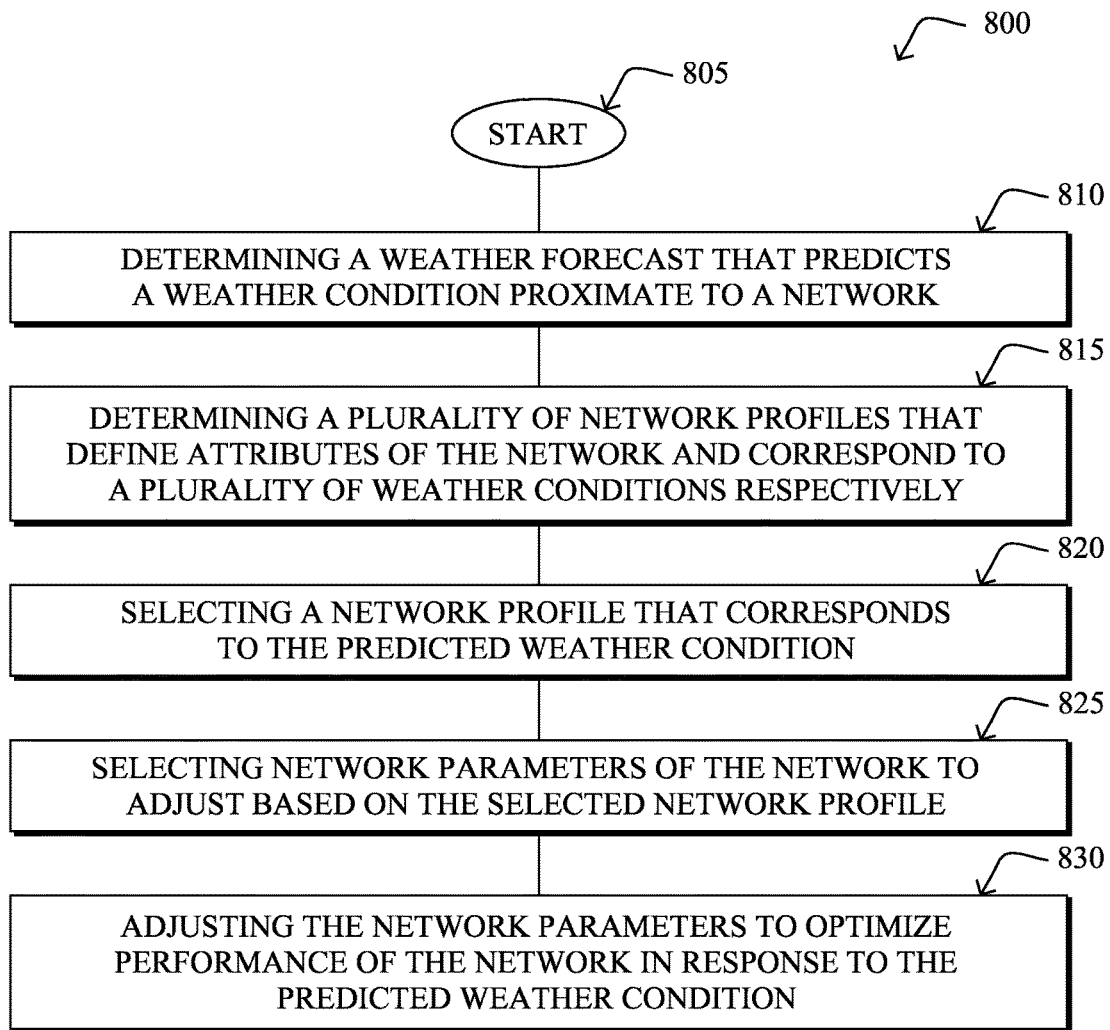 800
805
START
810
DETERMINING A WEATHER FORECAST THAT PREDICTS
A WEATHER CONDITION PROXIMATE TO A NETWORK
815
DETERMINING A PLURALITY OF NETWORK PROFILES THAT
DEFINE ATTRIBUTES OF THE NETWORK AND CORRESPOND TO
A PLURALITY OF WEATHER CONDITIONS RESPECTIVELY
820
SELECTING A NETWORK PROFILE THAT CORRESPONDS
TO THE PREDICTED WEATHER CONDITION
825
SELECTING NETWORK PARAMETERS OF THE NETWORK TO
ADJUST BASED ON THE SELECTED NETWORK PROFILE
830
ADJUSTING THE NETWORK PARAMETERS TO OPTIMIZE
PERFORMANCE OF THE NETWORK IN RESPONSE TO THE
PREDICTED WEATHER CONDITION